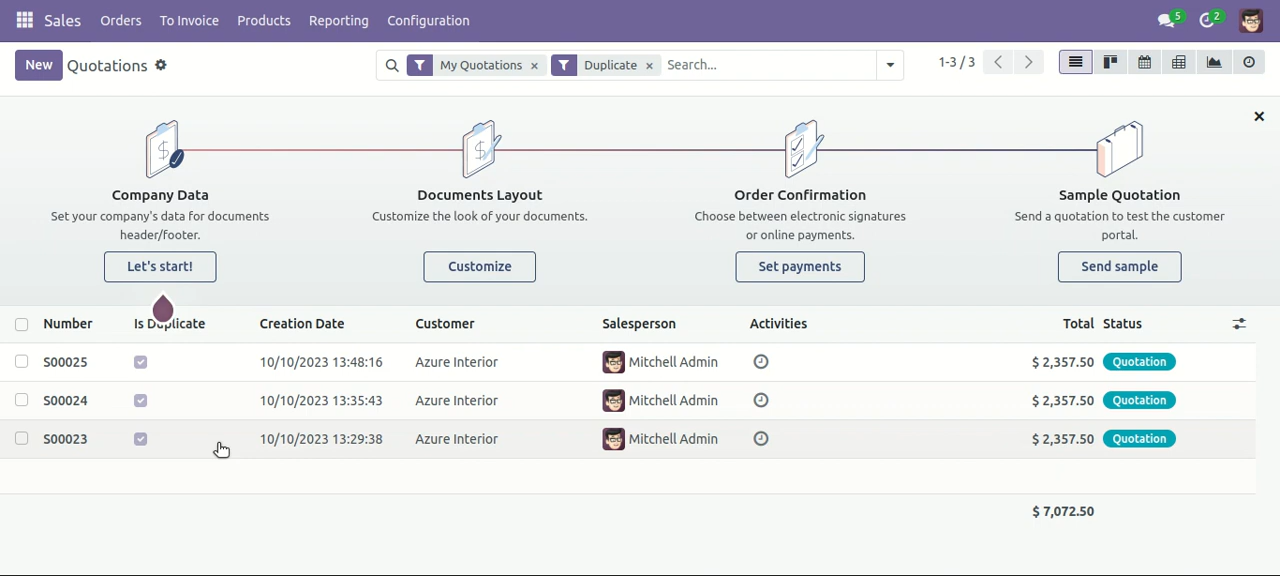 Sales Orders To Invoice Products Reporting Configuration 5 2
New Quotations My Quotations × Duplicate × Search... 1-3 / 3
Company Data Documents Layout Order Confirmation Sample Quotation
Set your company's data for documents Customize the look of your documents. Choose between electronic signatures Send a quotation to test the customer
header/footer. or online payments. portal.
Let's start! Customize Set payments Send sample
Number Is Duplicate Creation Date Customer Salesperson Activities Total Status
S00025 10/10/2023 13:48:16 Azure Interior Mitchell Admin $ 2,357.50 Quotation
S00024 10/10/2023 13:35:43 Azure Interior Mitchell Admin $ 2,357.50 Quotation
S00023 10/10/2023 13:29:38 Azure Interior Mitchell Admin $ 2,357.50 Quotation
$ 7,072.50